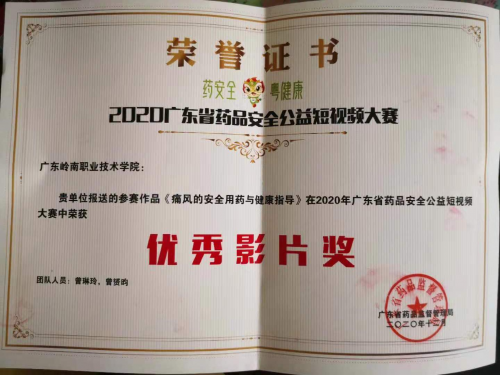 荣誉证书
药安全 粤健康
2020广东省药品安全公益短视频大赛
广东岭南职业技术学院：
贵单位报送的参赛作品《痛风的安全用药与健康指导》在2020年广东省药品安全公益短视频
大赛中荣获
优秀影片奖
团队人员：曹琳玲，曾贤昀
广东省药品监督管理局
二〇二〇年十二月